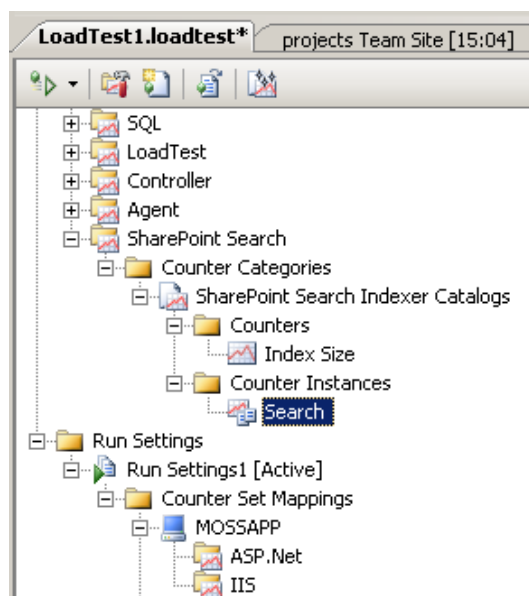 LoadTest1.loadtest*
projects Team Site [15:04]
SQL
LoadTest
Controller
Agent
SharePoint Search
Counter Categories
SharePoint Search Indexer Catalogs
Counters
Index Size
Counter Instances
Search
Run Settings
Run Settings1 [Active]
Counter Set Mappings
MOSSAPP
ASP.Net
IIS